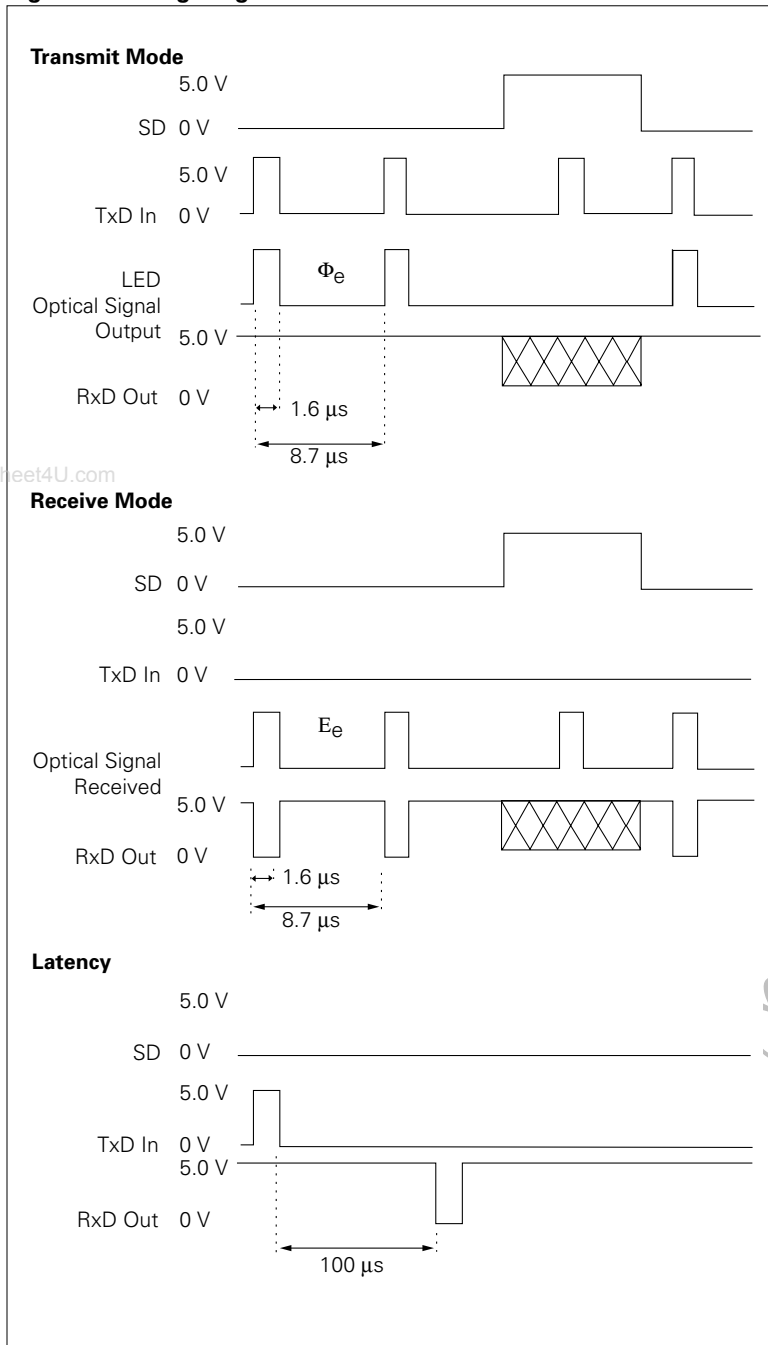 Transmit Mode
5.0 V
SD 0 V
5.0 V
TxD In 0 V
LED
Optical Signal
Output
Φe
5.0 V
RxD Out 0 V
1.6 μs
8.7 μs
heet4U.com
Receive Mode
5.0 V
SD 0 V
5.0 V
TxD In 0 V
Ee
Optical Signal
Received
5.0 V
RxD Out 0 V
1.6 μs
8.7 μs
Latency
5.0 V
SD 0 V
5.0 V
TxD In 0 V
5.0 V
RxD Out 0 V
100 μs